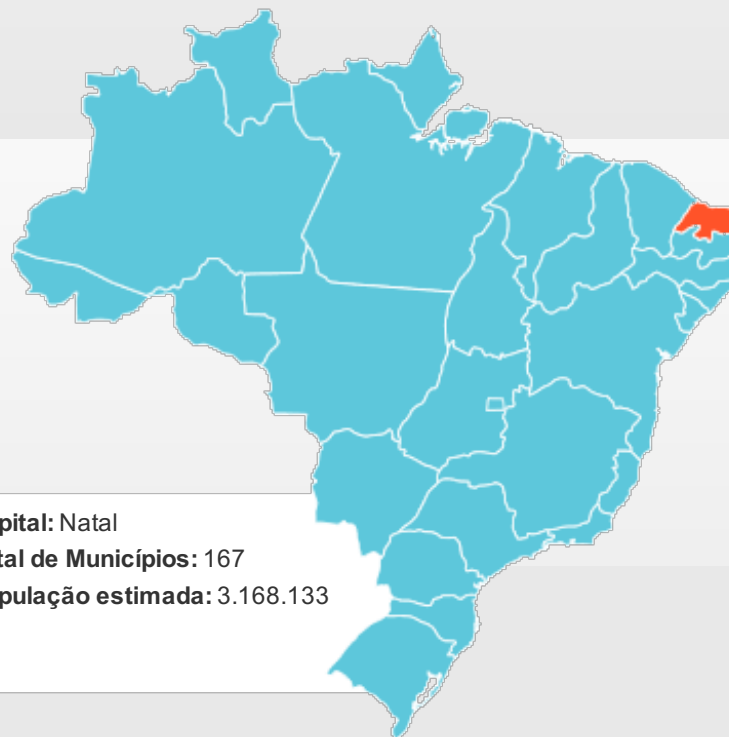 pital: Natal
tal de Municípios: 167
pulação estimada: 3.168.133